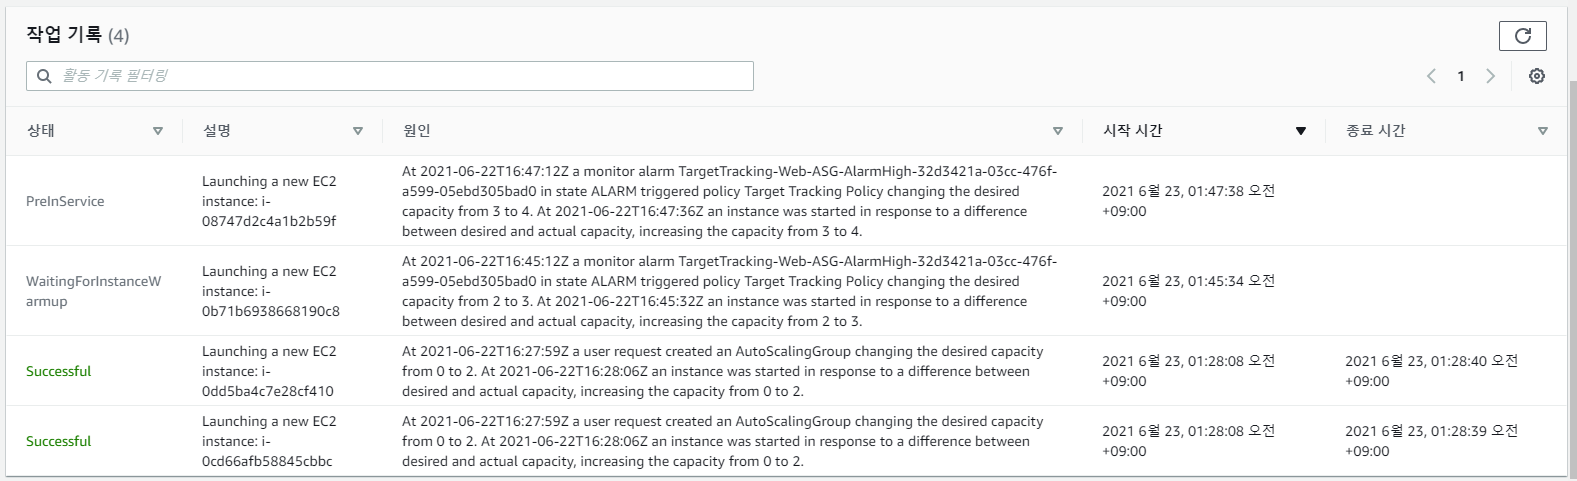 작업 기록 (4)
활동 기록 필터링
1
상태
설명
원인
시작 시간
종료 시간
PreInService
Launching a new EC2
instance: i-
08747d2c4a1b2b59f
At 2021-06-22T16:47:12Z a monitor alarm TargetTracking-Web-ASG-AlarmHigh-32d3421a-03cc-476f-
a599-05ebd305bad0 in state ALARM triggered policy Target Tracking Policy changing the desired
capacity from 3 to 4. At 2021-06-22T16:47:36Z an instance was started in response to a difference
between desired and actual capacity, increasing the capacity from 3 to 4.
2021 6월 23, 01:47:38 오전
+09:00
WaitingForInstanceW
armup
Launching a new EC2
instance: i-
0b71b6938668190c8
At 2021-06-22T16:45:12Z a monitor alarm TargetTracking-Web-ASG-AlarmHigh-32d3421a-03cc-476f-
a599-05ebd305bad0 in state ALARM triggered policy Target Tracking Policy changing the desired
capacity from 2 to 3. At 2021-06-22T16:45:32Z an instance was started in response to a difference
between desired and actual capacity, increasing the capacity from 2 to 3.
2021 6월 23, 01:45:34 오전
+09:00
Successful
Launching a new EC2
instance: i-
0dd5ba4c7e28cf410
At 2021-06-22T16:27:59Z a user request created an AutoScalingGroup changing the desired capacity
from 0 to 2. At 2021-06-22T16:28:06Z an instance was started in response to a difference between
desired and actual capacity, increasing the capacity from 0 to 2.
2021 6월 23, 01:28:08 오전
+09:00
2021 6월 23, 01:28:40 오전
+09:00
Successful
Launching a new EC2
instance: i-
0cd66afb58845cbbc
At 2021-06-22T16:27:59Z a user request created an AutoScalingGroup changing the desired capacity
from 0 to 2. At 2021-06-22T16:28:06Z an instance was started in response to a difference between
desired and actual capacity, increasing the capacity from 0 to 2.
2021 6월 23, 01:28:08 오전
+09:00
2021 6월 23, 01:28:39 오전
+09:00